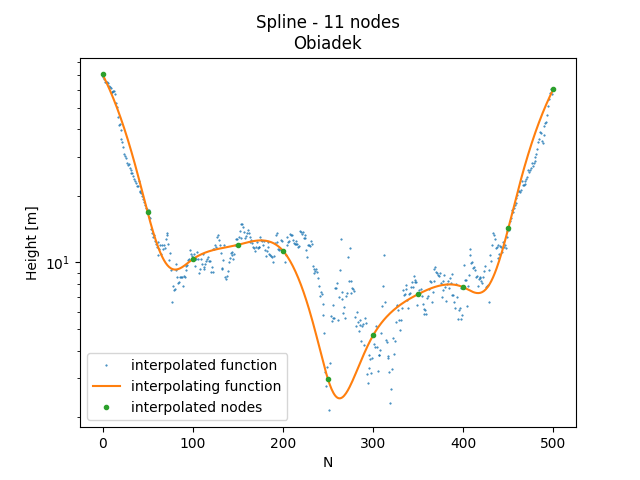 Spline - 11 nodes
Obiadek
Height [m]
10¹
interpolated function
interpolating function
interpolated nodes
0 100 200 300 400 500
N